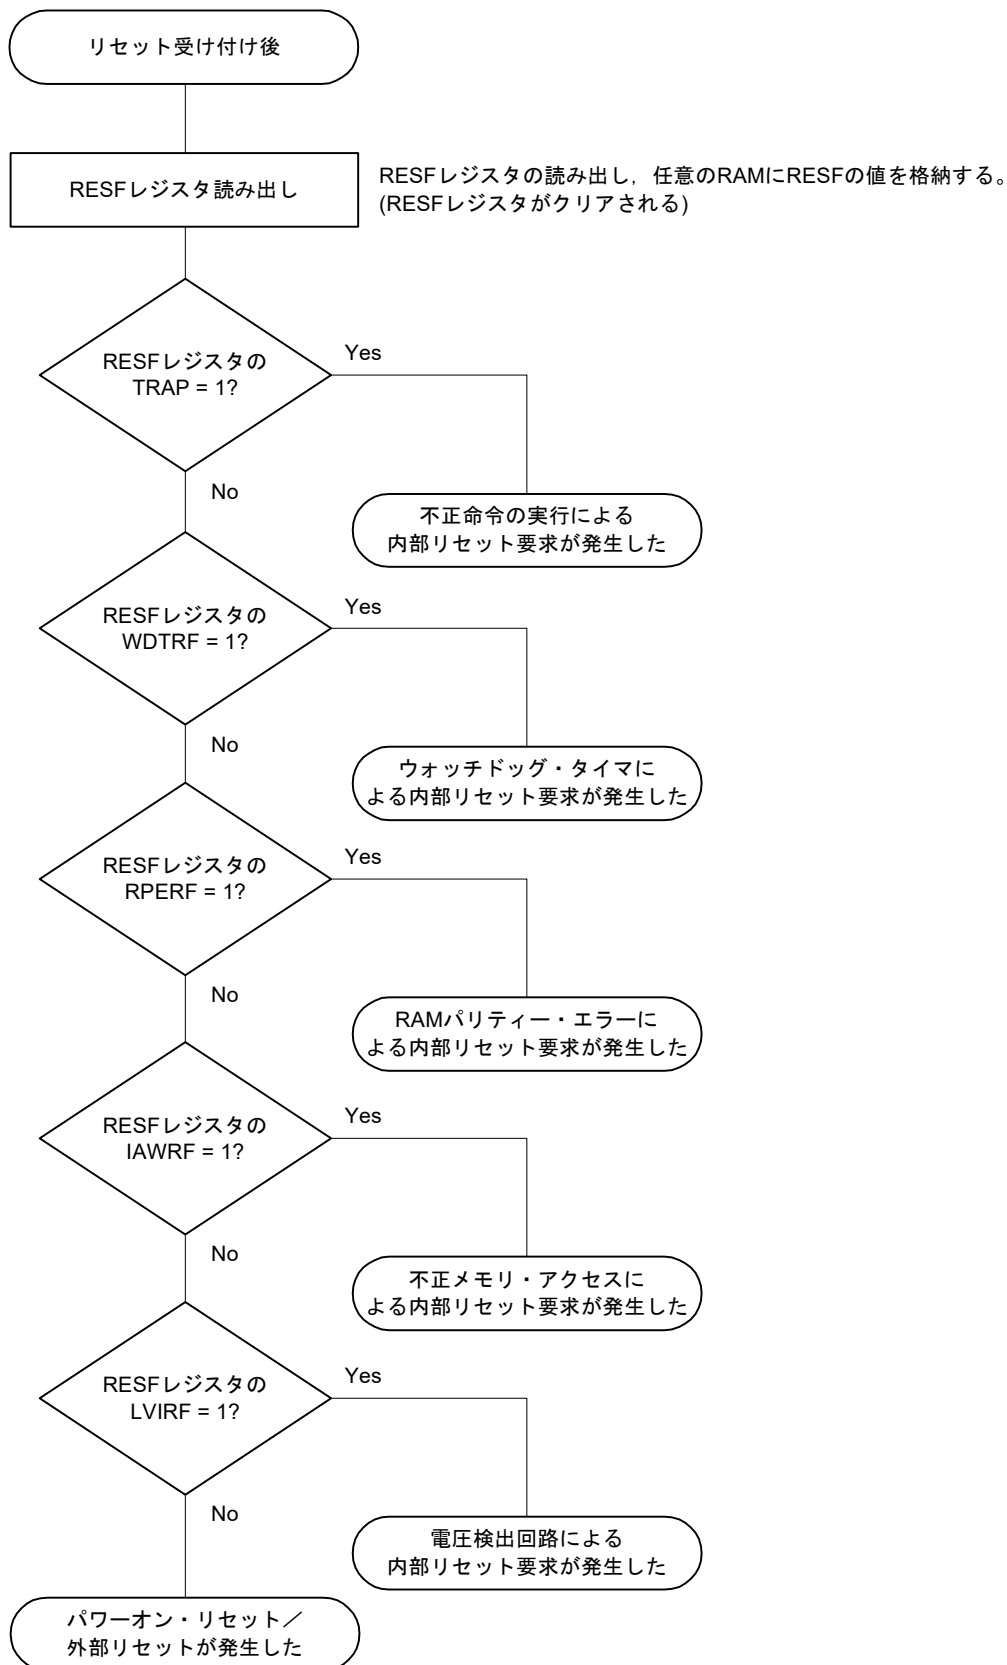 リセット受け付け後
RESFレジスタ読み出し
RESFレジスタの読み出し，任意のRAMにRESFの値を格納する。
(RESFレジスタがクリアされる)
RESFレジスタの
TRAP = 1?
Yes
No
不正命令の実行による
内部リセット要求が発生した
RESFレジスタの
WDTRF = 1?
Yes
No
ウォッチドッグ・タイマに
よる内部リセット要求が発生した
RESFレジスタの
RPERF = 1?
Yes
No
RAMパリティー・エラーに
よる内部リセット要求が発生した
RESFレジスタの
IAWRF = 1?
Yes
No
不正メモリ・アクセスに
よる内部リセット要求が発生した
RESFレジスタの
LVIRF = 1?
Yes
No
電圧検出回路による
内部リセット要求が発生した
パワーオン・リセット／
外部リセットが発生した